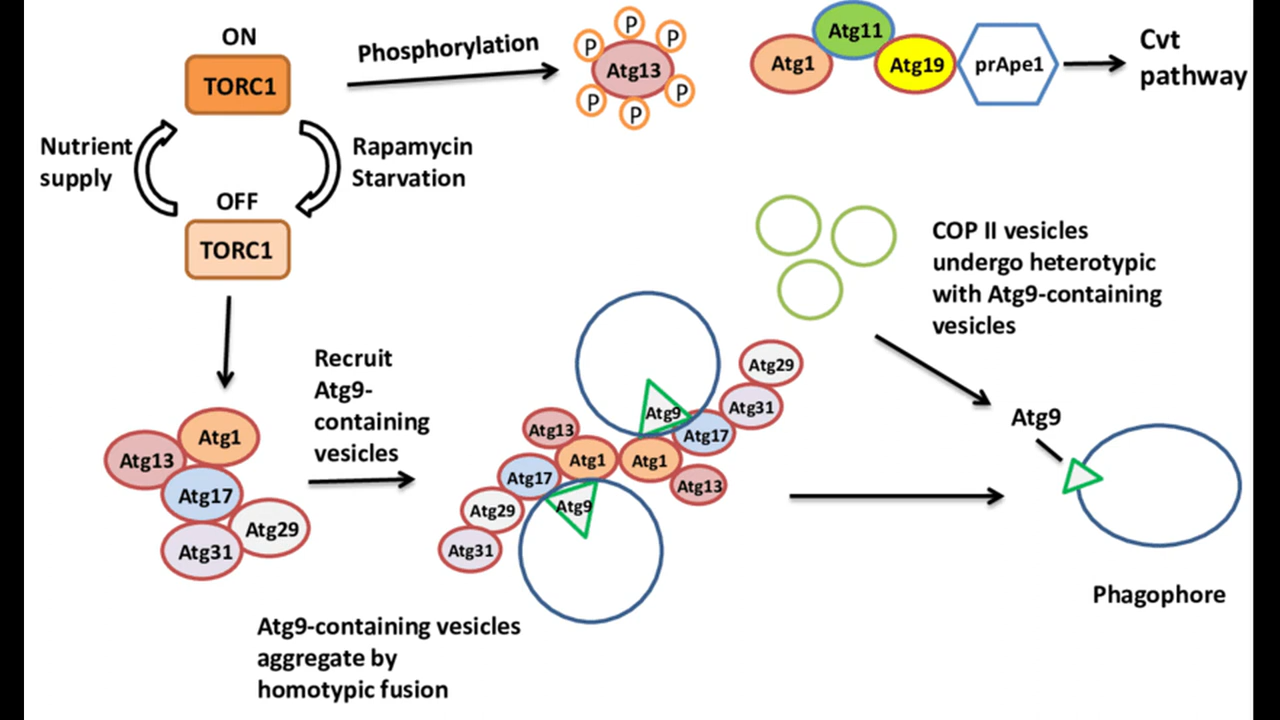 ON
TORC1
Phosphorylation
P
P
P
P
P
P
Atg13
Atg1
Atg11
Atg19
prApe1
Cvt
pathway
Nutrient
supply
Rapamycin
Starvation
OFF
TORC1
COP II vesicles
undergo heterotypic
with Atg9-containing
vesicles
Recruit
Atg9-
containing
vesicles
Atg1
Atg13
Atg17
Atg29
Atg31
Atg29
Atg31
Atg9
Atg17
Atg13
Atg1
Atg1
Atg13
Atg17
Atg29
Atg9
Atg31
Atg9
Phagophore
Atg9-containing vesicles
aggregate by
homotypic fusion